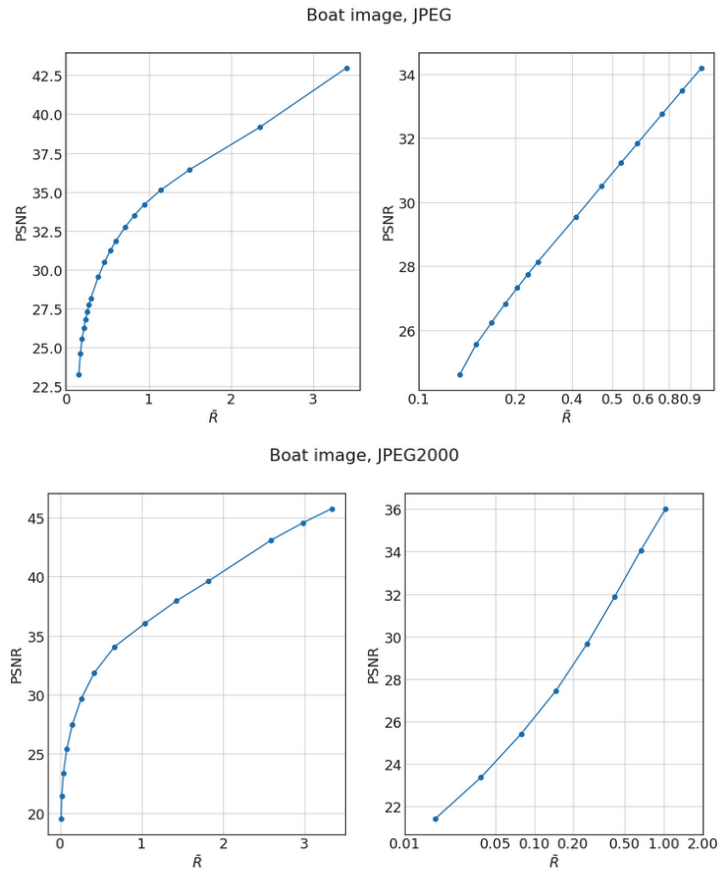 Boat image, JPEG
42.5
40.0
37.5
35.0
32.5
30.0
27.5
25.0
22.5
PSNR
0 1 2 3
R̄
34
32
30
28
26
PSNR
0.1 0.2 0.4 0.5 0.6 0.8 0.9
R̄
Boat image, JPEG2000
45
40
35
30
25
20
PSNR
0 1 2 3
R̄
36
34
32
30
28
26
24
22
PSNR
0.01 0.05 0.10 0.20 0.50 1.00 2.00
R̄